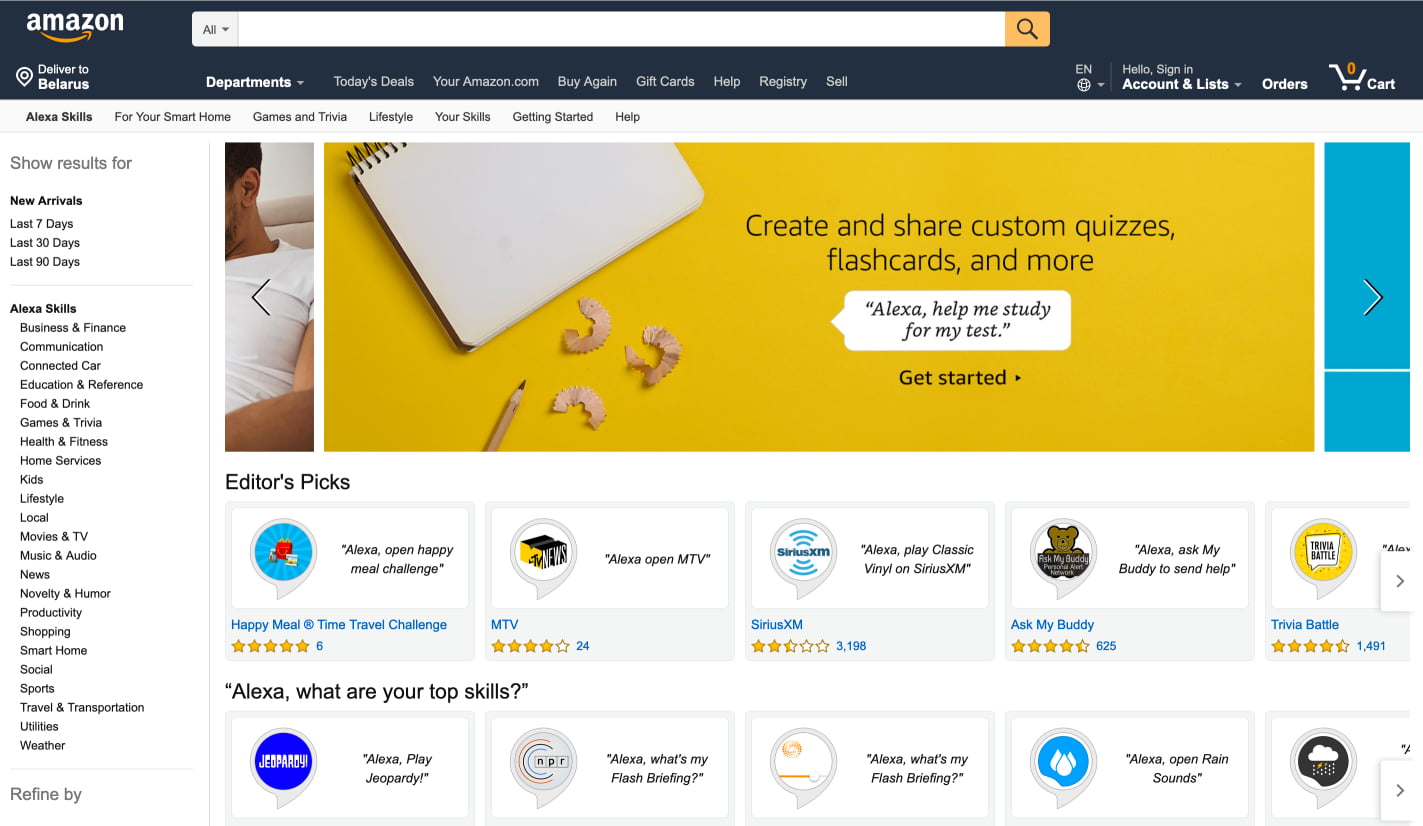 amazon
All
Deliver to
Belarus
Departments
Today's Deals
Your Amazon.com
Buy Again
Gift Cards
Help
Registry
Sell
EN
Hello, Sign in
Account & Lists
Orders
0
Cart
Alexa Skills
For Your Smart Home
Games and Trivia
Lifestyle
Your Skills
Getting Started
Help
Show results for
New Arrivals
Last 7 Days
Last 30 Days
Last 90 Days
Alexa Skills
Business & Finance
Communication
Connected Car
Education & Reference
Food & Drink
Games & Trivia
Health & Fitness
Home Services
Kids
Lifestyle
Local
Movies & TV
Music & Audio
News
Novelty & Humor
Productivity
Shopping
Smart Home
Social
Sports
Travel & Transportation
Utilities
Weather
Refine by
Create and share custom quizzes,
flashcards, and more
“Alexa, help me study
for my test.”
Get started
Editor's Picks
"Alexa, open happy
meal challenge"
Happy Meal ® Time Travel Challenge
6
MTV NEWS
"Alexa open MTV"
MTV
24
SiriusXM
"Alexa, play Classic
Vinyl on SiriusXM"
SiriusXM
3,198
Ask My Buddy
Personal Alert
Network
"Alexa, ask My
Buddy to send help"
Ask My Buddy
625
TRIVIA
BATTLE
Trivia Battle
1,491
“Alexa, what are your top skills?”
JEOPARDY!
"Alexa, Play
Jeopardy!"
npr
"Alexa, what's my
Flash Briefing?"
"Alexa, what's my
Flash Briefing?"
"Alexa, open Rain
Sounds"